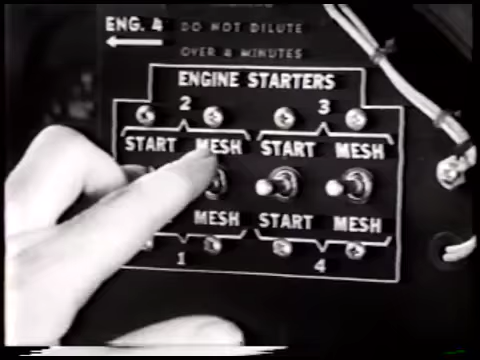 ENG. 4
DO NOT DILUTE
OVER 4 MINUTES
ENGINE STARTERS
2 3
START MESH START MESH
MESH START MESH
1 4